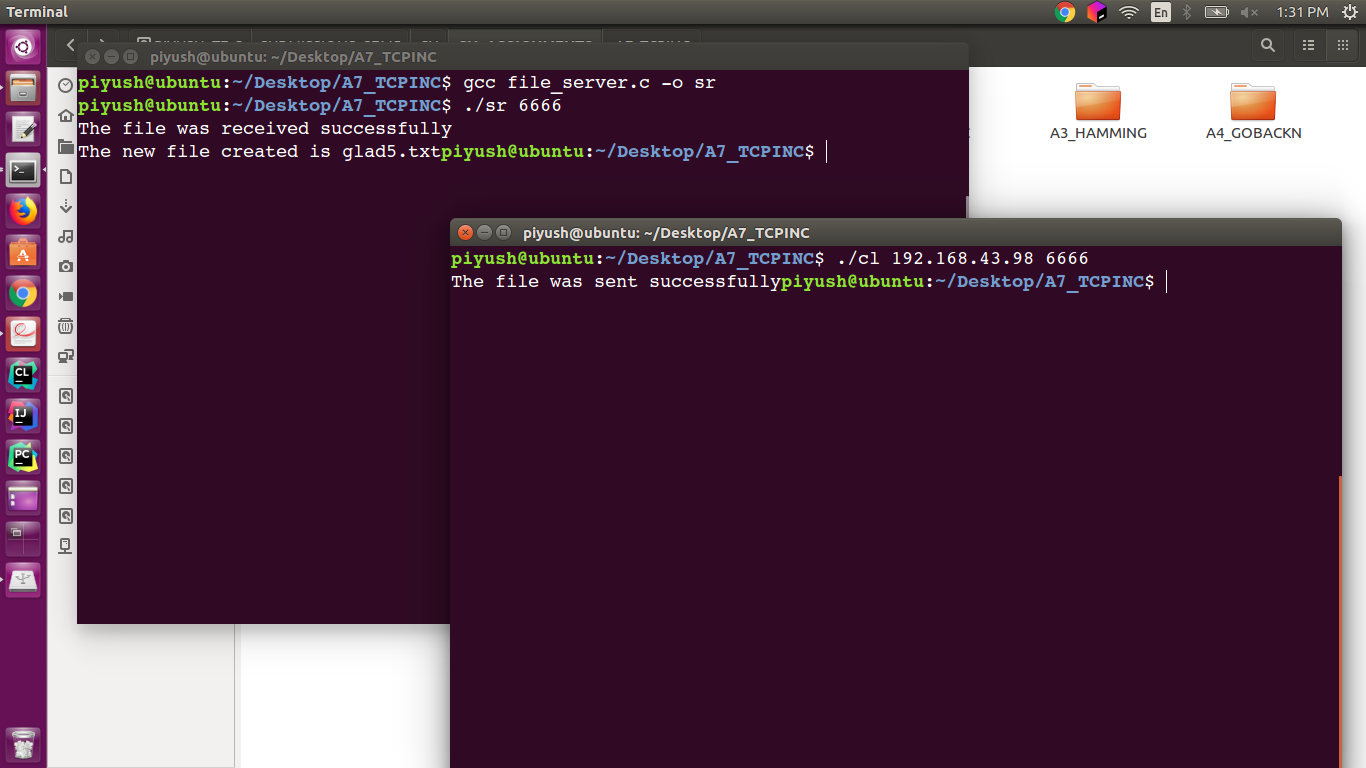 Terminal
En
1:31 PM
piyush@ubuntu: ~/Desktop/A7_TCPINC
piyush@ubuntu:~/Desktop/A7_TCPINC$ gcc file_server.c -o sr
piyush@ubuntu:~/Desktop/A7_TCPINC$ ./sr 6666
The file was received successfully
The new file created is glad5.txtpiyush@ubuntu:~/Desktop/A7_TCPINC$
A3_HAMMING
A4_GOBACKN
piyush@ubuntu: ~/Desktop/A7_TCPINC
piyush@ubuntu:~/Desktop/A7_TCPINC$ ./cl 192.168.43.98 6666
The file was sent successfullypiyush@ubuntu:~/Desktop/A7_TCPINC$
CL
IJ
PC